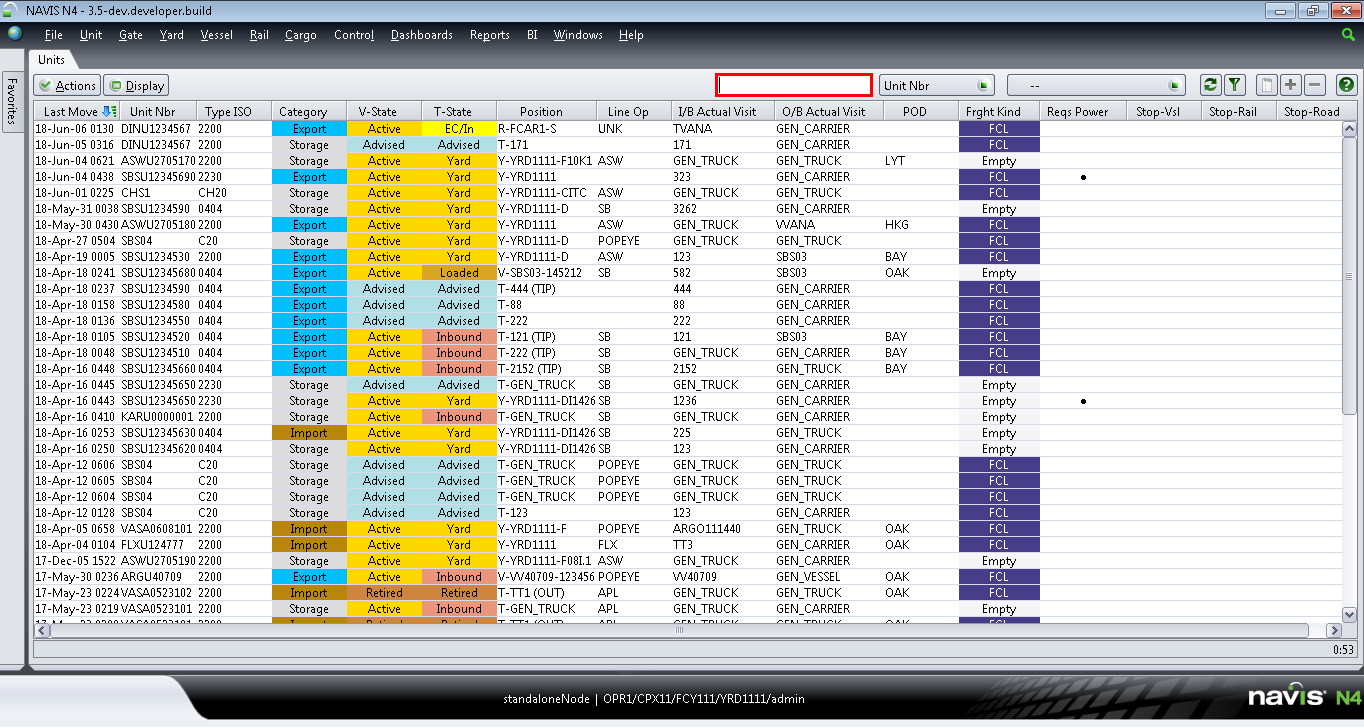 NAVIS N4 - 3.5-dev.developer.build
File Unit Gate Yard Vessel Rail Cargo Control Dashboards Reports BI Windows Help
Favorites
Units
Actions Display Unit Nbr --
Last Move Unit Nbr Type ISO Category V-State T-State Position Line Op I/B Actual Visit O/B Actual Visit POD Frght Kind Reqs Power Stop-Vsl Stop-Rail Stop-Road
18-Jun-06 0130 DINU1234567 2200 Export Active EC/In R-FCAR1-S UNK TVANA GEN_CARRIER FCL
18-Jun-05 0316 DINU1234567 2200 Storage Advised Advised T-171 171 GEN_CARRIER FCL
18-Jun-04 0621 ASWU2705170 2200 Storage Active Yard Y-YRD1111-F10K1 ASW GEN_TRUCK GEN_TRUCK LYT Empty
18-Jun-04 0438 SBSU12345690 2230 Export Active Yard Y-YRD1111 323 GEN_CARRIER FCL •
18-Jun-01 0225 CHS1 CH20 Storage Active Yard Y-YRD1111-CITC ASW GEN_TRUCK GEN_TRUCK FCL
18-May-31 0038 SBSU1234590 0404 Storage Active Yard Y-YRD1111-D SB 3262 GEN_CARRIER Empty
18-May-30 0430 ASWU2705180 2200 Export Active Yard Y-YRD1111 ASW GEN_TRUCK VVANA HKG FCL
18-Apr-27 0504 SBS04 C20 Storage Active Yard Y-YRD1111-D POPEYE GEN_TRUCK GEN_TRUCK FCL
18-Apr-19 0005 SBSU1234530 2200 Export Active Yard Y-YRD1111-D ASW 123 SBS03 BAY FCL
18-Apr-18 0241 SBSU12345680 0404 Export Active Loaded V-SBS03-145212 SB 582 SBS03 OAK Empty
18-Apr-18 0237 SBSU1234590 0404 Export Advised Advised T-444 (TIP) 444 GEN_CARRIER FCL
18-Apr-18 0158 SBSU1234580 0404 Export Advised Advised T-88 88 GEN_CARRIER FCL
18-Apr-18 0136 SBSU1234550 0404 Export Advised Advised T-222 222 GEN_CARRIER FCL
18-Apr-18 0105 SBSU1234520 0404 Export Active Inbound T-121 (TIP) SB 121 SBS03 BAY FCL
18-Apr-16 0048 SBSU1234510 0404 Export Active Inbound T-222 (TIP) SB GEN_TRUCK GEN_CARRIER BAY FCL
18-Apr-16 0448 SBSU12345660 0404 Export Active Inbound T-2152 (TIP) SB 2152 GEN_TRUCK BAY FCL
18-Apr-16 0445 SBSU12345650 2230 Storage Advised Advised T-GEN_TRUCK SB GEN_TRUCK GEN_CARRIER Empty
18-Apr-16 0443 SBSU12345650 2230 Storage Active Yard Y-YRD1111-DI1426 SB 1236 GEN_TRUCK Empty •
18-Apr-16 0410 KARU0000001 2200 Storage Active Inbound T-GEN_TRUCK SB GEN_TRUCK GEN_CARRIER Empty
18-Apr-16 0253 SBSU12345630 0404 Import Active Yard Y-YRD1111-DI1426 SB 225 GEN_TRUCK Empty
18-Apr-16 0250 SBSU12345620 0404 Storage Active Yard Y-YRD1111-DI1426 SB 123 GEN_CARRIER Empty
18-Apr-12 0606 SBS04 C20 Storage Advised Advised T-GEN_TRUCK POPEYE GEN_TRUCK GEN_TRUCK FCL
18-Apr-12 0605 SBS04 C20 Storage Advised Advised T-GEN_TRUCK POPEYE GEN_TRUCK GEN_TRUCK FCL
18-Apr-12 0604 SBS04 C20 Storage Advised Advised T-GEN_TRUCK POPEYE GEN_TRUCK GEN_TRUCK FCL
18-Apr-12 0128 SBS04 C20 Storage Advised Advised T-123 123 GEN_CARRIER FCL
18-Apr-05 0658 VASA0608101 2200 Import Active Yard Y-YRD1111-F POPEYE ARGO111440 GEN_TRUCK OAK FCL
18-Apr-04 0104 FLXU124777 2200 Import Active Yard Y-YRD1111 FLX TT3 GEN_CARRIER OAK FCL
17-Dec-05 1522 ASWU2705190 2200 Storage Active Yard Y-YRD1111-F08I.1 ASW GEN_TRUCK GEN_CARRIER Empty
17-May-30 0236 ARGU40709 2200 Export Active Inbound V-VV40709-123456 POPEYE VV40709 GEN_VESSEL OAK FCL
17-May-23 0224 VASA0523102 2200 Import Retired Retired T-TT1 (OUT) APL GEN_TRUCK GEN_TRUCK OAK FCL
17-May-23 0219 VASA0523102 2200 Storage Active Inbound T-GEN_TRUCK APL GEN_TRUCK GEN_CARRIER Empty
0:53
standaloneNode | OPR1/CPX11/FCY111/YRD1111/admin
navis N4